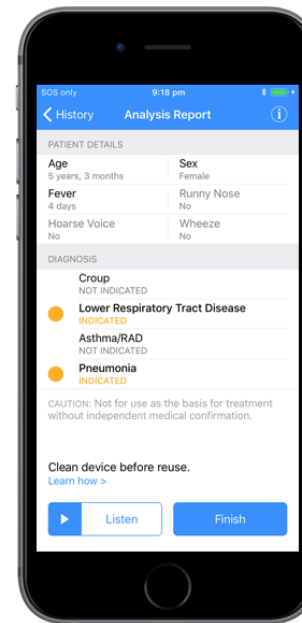 SOS only 9:18 pm
History Analysis Report
PATIENT DETAILS
Age Sex
5 years, 3 months Female
Fever Runny Nose
4 days No
Hoarse Voice Wheeze
No No
DIAGNOSIS
Croup
NOT INDICATED
Lower Respiratory Tract Disease
INDICATED
Asthma/RAD
NOT INDICATED
Pneumonia
INDICATED
CAUTION: Not for use as the basis for treatment
without independent medical confirmation.
Clean device before reuse.
Learn how >
Listen Finish